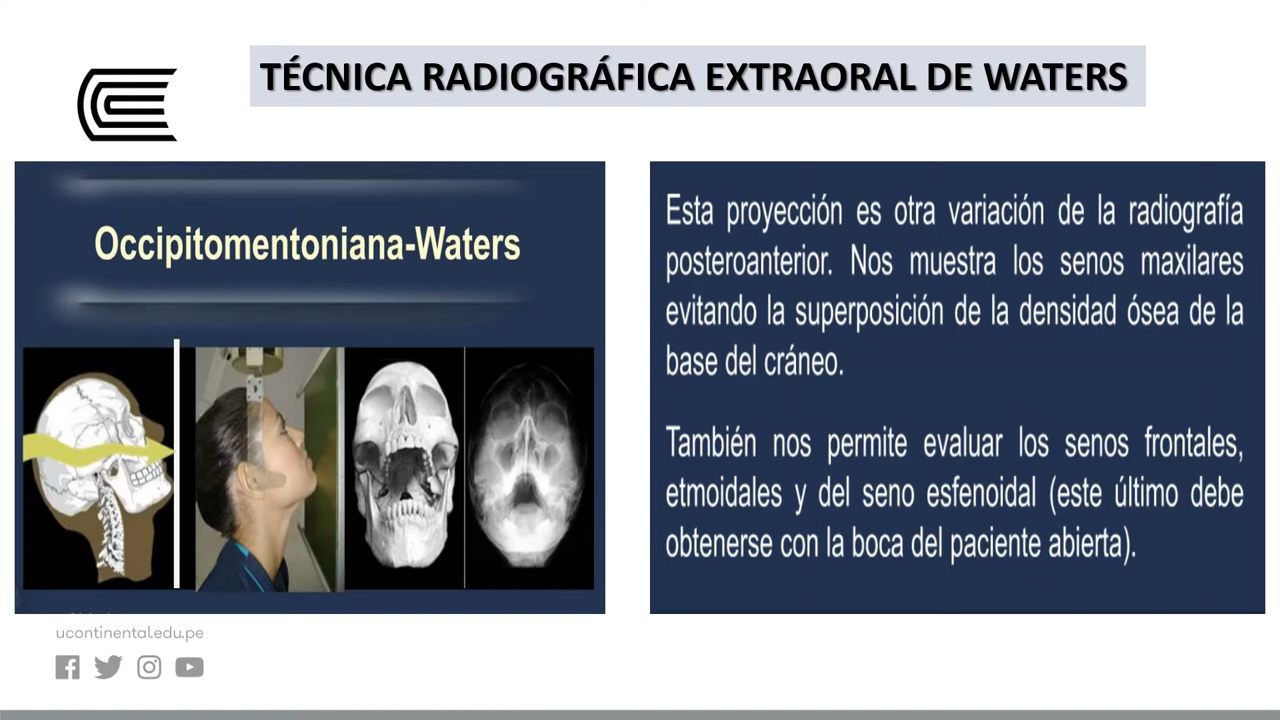 TÉCNICA RADIOGRÁFICA EXTRAORAL DE WATERS
Occipitomentoniana-Waters
Esta proyección es otra variación de la radiografía
posteroanterior. Nos muestra los senos maxilares
evitando la superposición de la densidad ósea de la
base del cráneo.
También nos permite evaluar los senos frontales,
etmoidales y del seno esfenoidal (este último debe
obtenerse con la boca del paciente abierta).
ucontinental.edu.pe